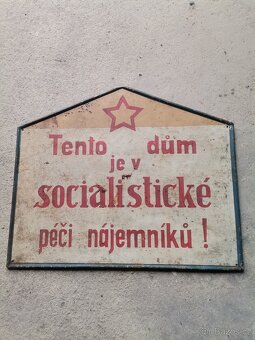 Tento dům
je v
socialistické
péči nájemníků !